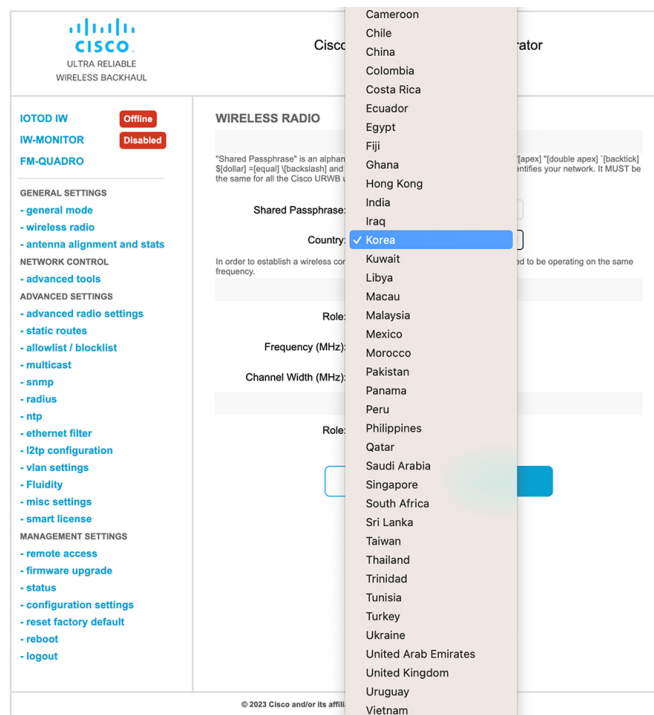 CISCO
ULTRA RELIABLE
WIRELESS BACKHAUL
Cisco
rator
IOTOD IW Offline
IW-MONITOR Disabled
FM-QUADRO
GENERAL SETTINGS
- general mode
- wireless radio
- antenna alignment and stats
NETWORK CONTROL
- advanced tools
ADVANCED SETTINGS
- advanced radio settings
- static routes
- allowlist / blocklist
- multicast
- snmp
- radius
- ntp
- ethernet filter
- l2tp configuration
- vlan settings
- Fluidity
- misc settings
- smart license
MANAGEMENT SETTINGS
- remote access
- firmware upgrade
- status
- configuration settings
- reset factory default
- reboot
- logout
WIRELESS RADIO
"Shared Passphrase" is an alphan
'[apex] "[double apex] `[backtick]
$[dollar] =[equal] \[backslash] and
entifies your network. It MUST be
the same for all the Cisco URWB u
Shared Passphrase:
Country:
In order to establish a wireless con
ed to be operating on the same
frequency.
Role:
Frequency (MHz):
Channel Width (MHz):
Role:
Cameroon
Chile
China
Colombia
Costa Rica
Ecuador
Egypt
Fiji
Ghana
Hong Kong
India
Iraq
✓ Korea
Kuwait
Libya
Macau
Malaysia
Mexico
Morocco
Pakistan
Panama
Peru
Philippines
Qatar
Saudi Arabia
Singapore
South Africa
Sri Lanka
Taiwan
Thailand
Trinidad
Tunisia
Turkey
Ukraine
United Arab Emirates
United Kingdom
Uruguay
Vietnam
© 2023 Cisco and/or its affili